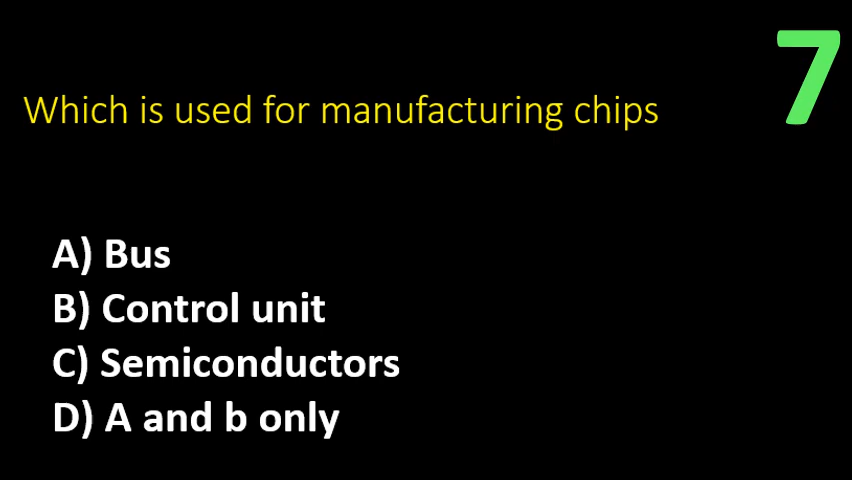 7
Which is used for manufacturing chips
A) Bus
B) Control unit
C) Semiconductors
D) A and b only